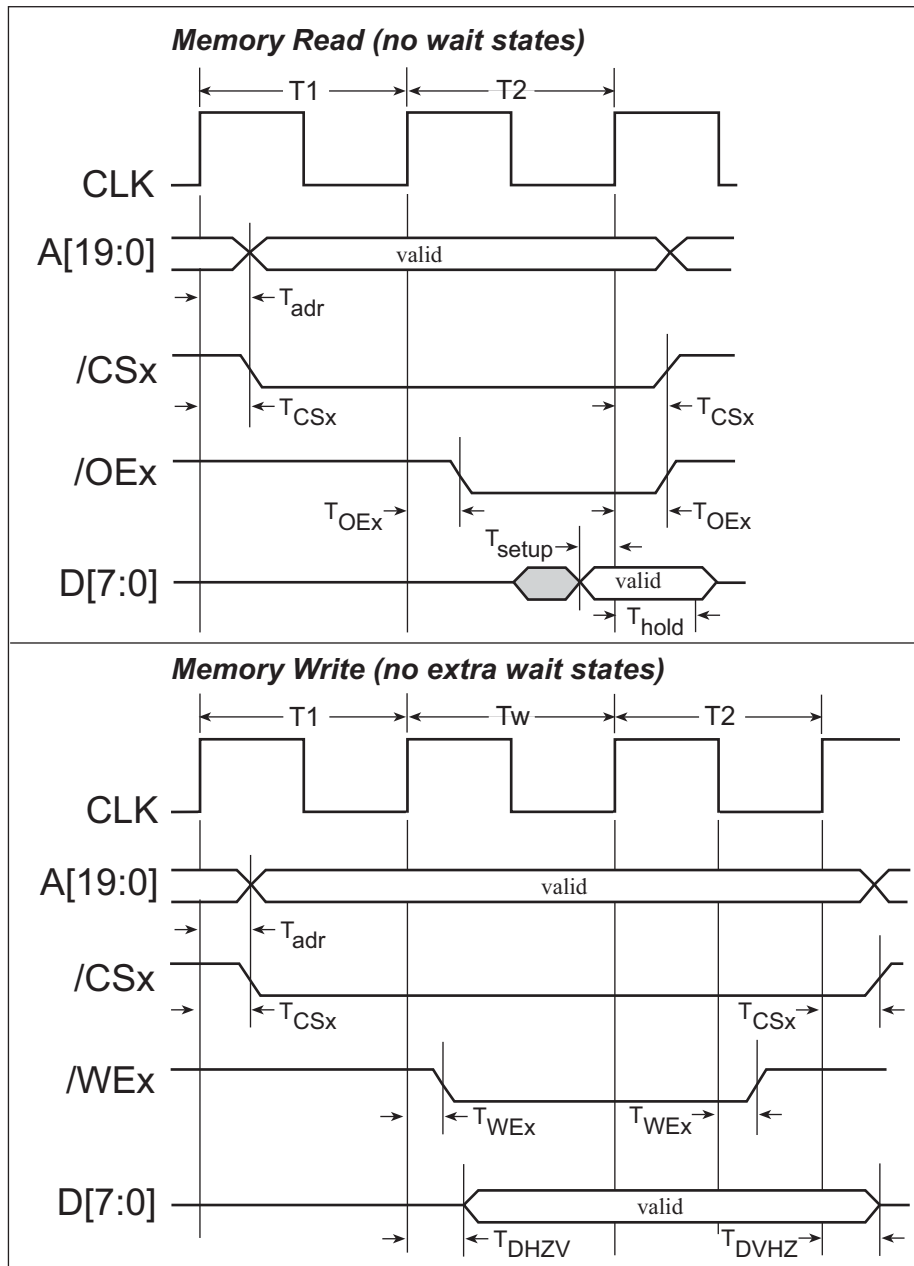 Memory Read (no wait states)
T1 T2
CLK
A[19:0] valid
Tadr
/CSx
TCSx TCSx
/OEx
TOEx TOEx
Tsetup
D[7:0] valid
Thold
Memory Write (no extra wait states)
T1 Tw T2
CLK
A[19:0] valid
Tadr
/CSx
TCSx TCSx
/WEx
TWEx TWEx
D[7:0] valid
TDHZV TDVHZ